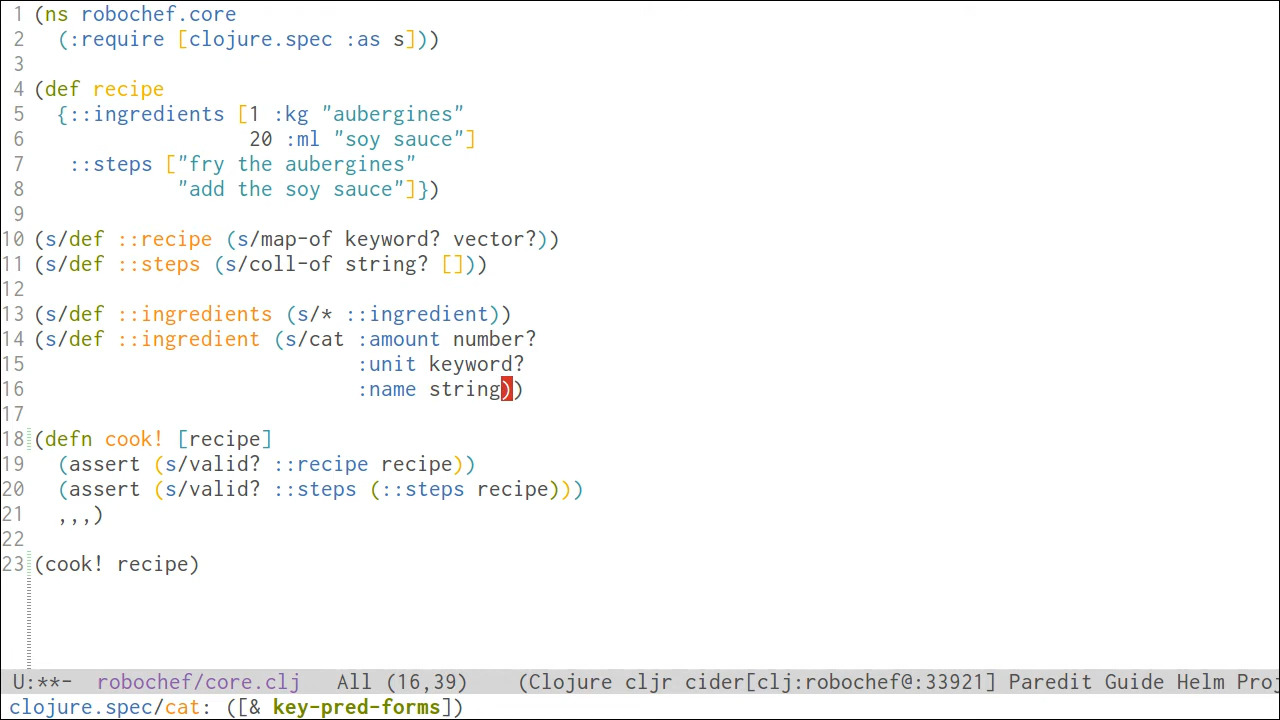 1 (ns robochef.core
2   (:require [clojure.spec :as s]))
3
4 (def recipe
5   {::ingredients [1 :kg "aubergines"
6                   20 :ml "soy sauce"]
7    ::steps ["fry the aubergines"
8             "add the soy sauce"]})
9
10 (s/def ::recipe (s/map-of keyword? vector?))
11 (s/def ::steps (s/coll-of string? []))
12
13 (s/def ::ingredients (s/* ::ingredient))
14 (s/def ::ingredient (s/cat :amount number?
15                            :unit keyword?
16                            :name string))
17
18 (defn cook! [recipe]
19   (assert (s/valid? ::recipe recipe))
20   (assert (s/valid? ::steps (::steps recipe)))
21   ,,,)
22
23 (cook! recipe)
U:**-  robochef/core.clj   All (16,39)    (Clojure cljr cider[clj:robochef@:33921] Paredit Guide Helm Proj
clojure.spec/cat: ([& key-pred-forms])